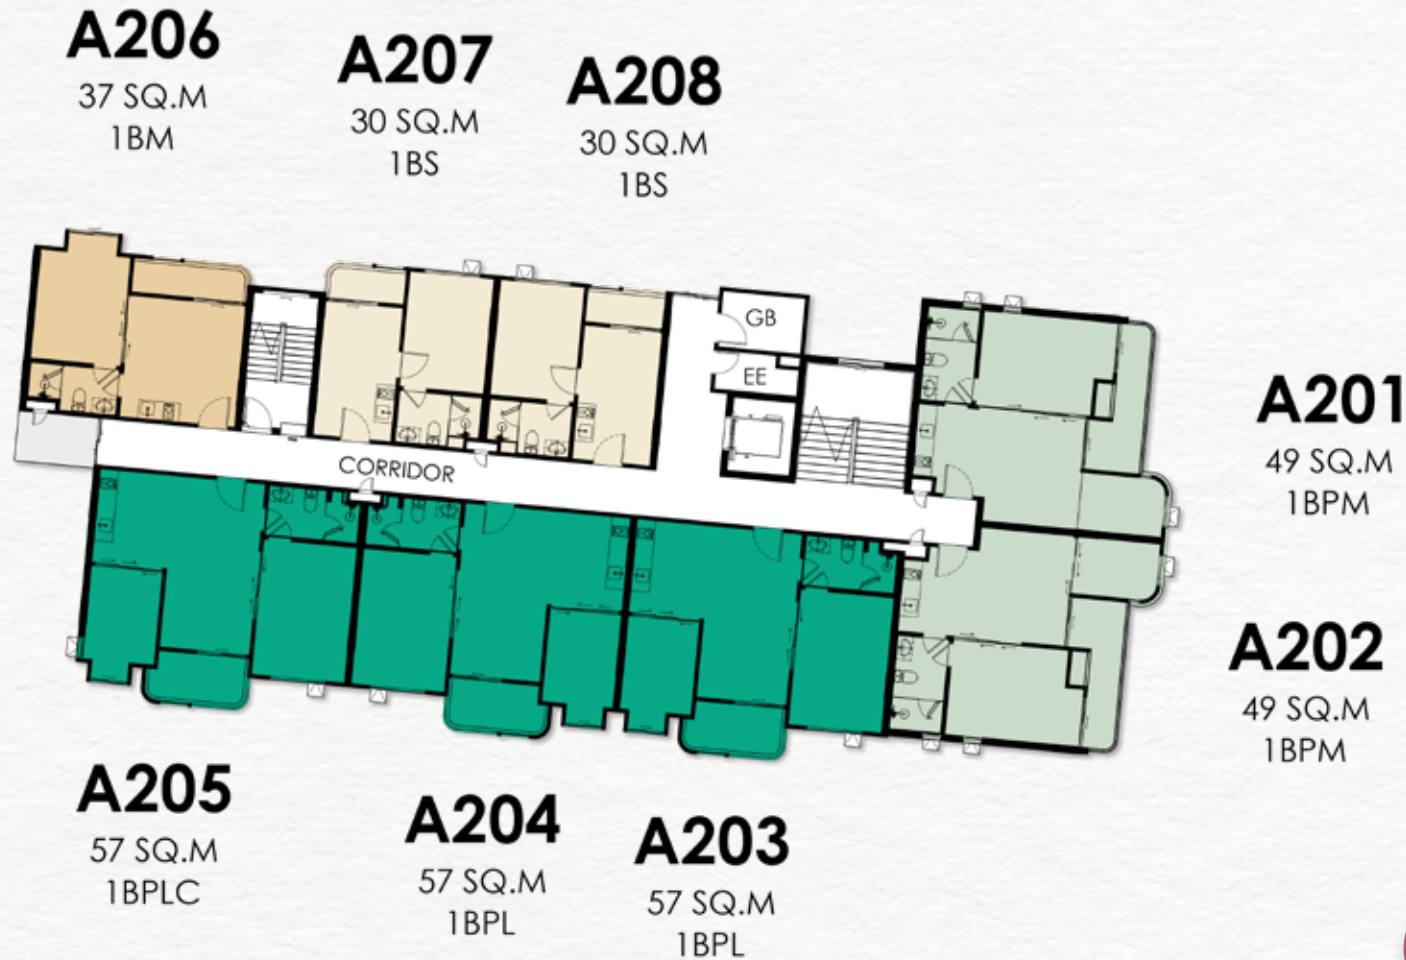 A206
37 SQ.M
1BM
A207
30 SQ.M
1BS
A208
30 SQ.M
1BS
GB
EE
CORRIDOR
A201
49 SQ.M
1BPM
A202
49 SQ.M
1BPM
A205
57 SQ.M
1BPLC
A204
57 SQ.M
1BPL
A203
57 SQ.M
1BPL